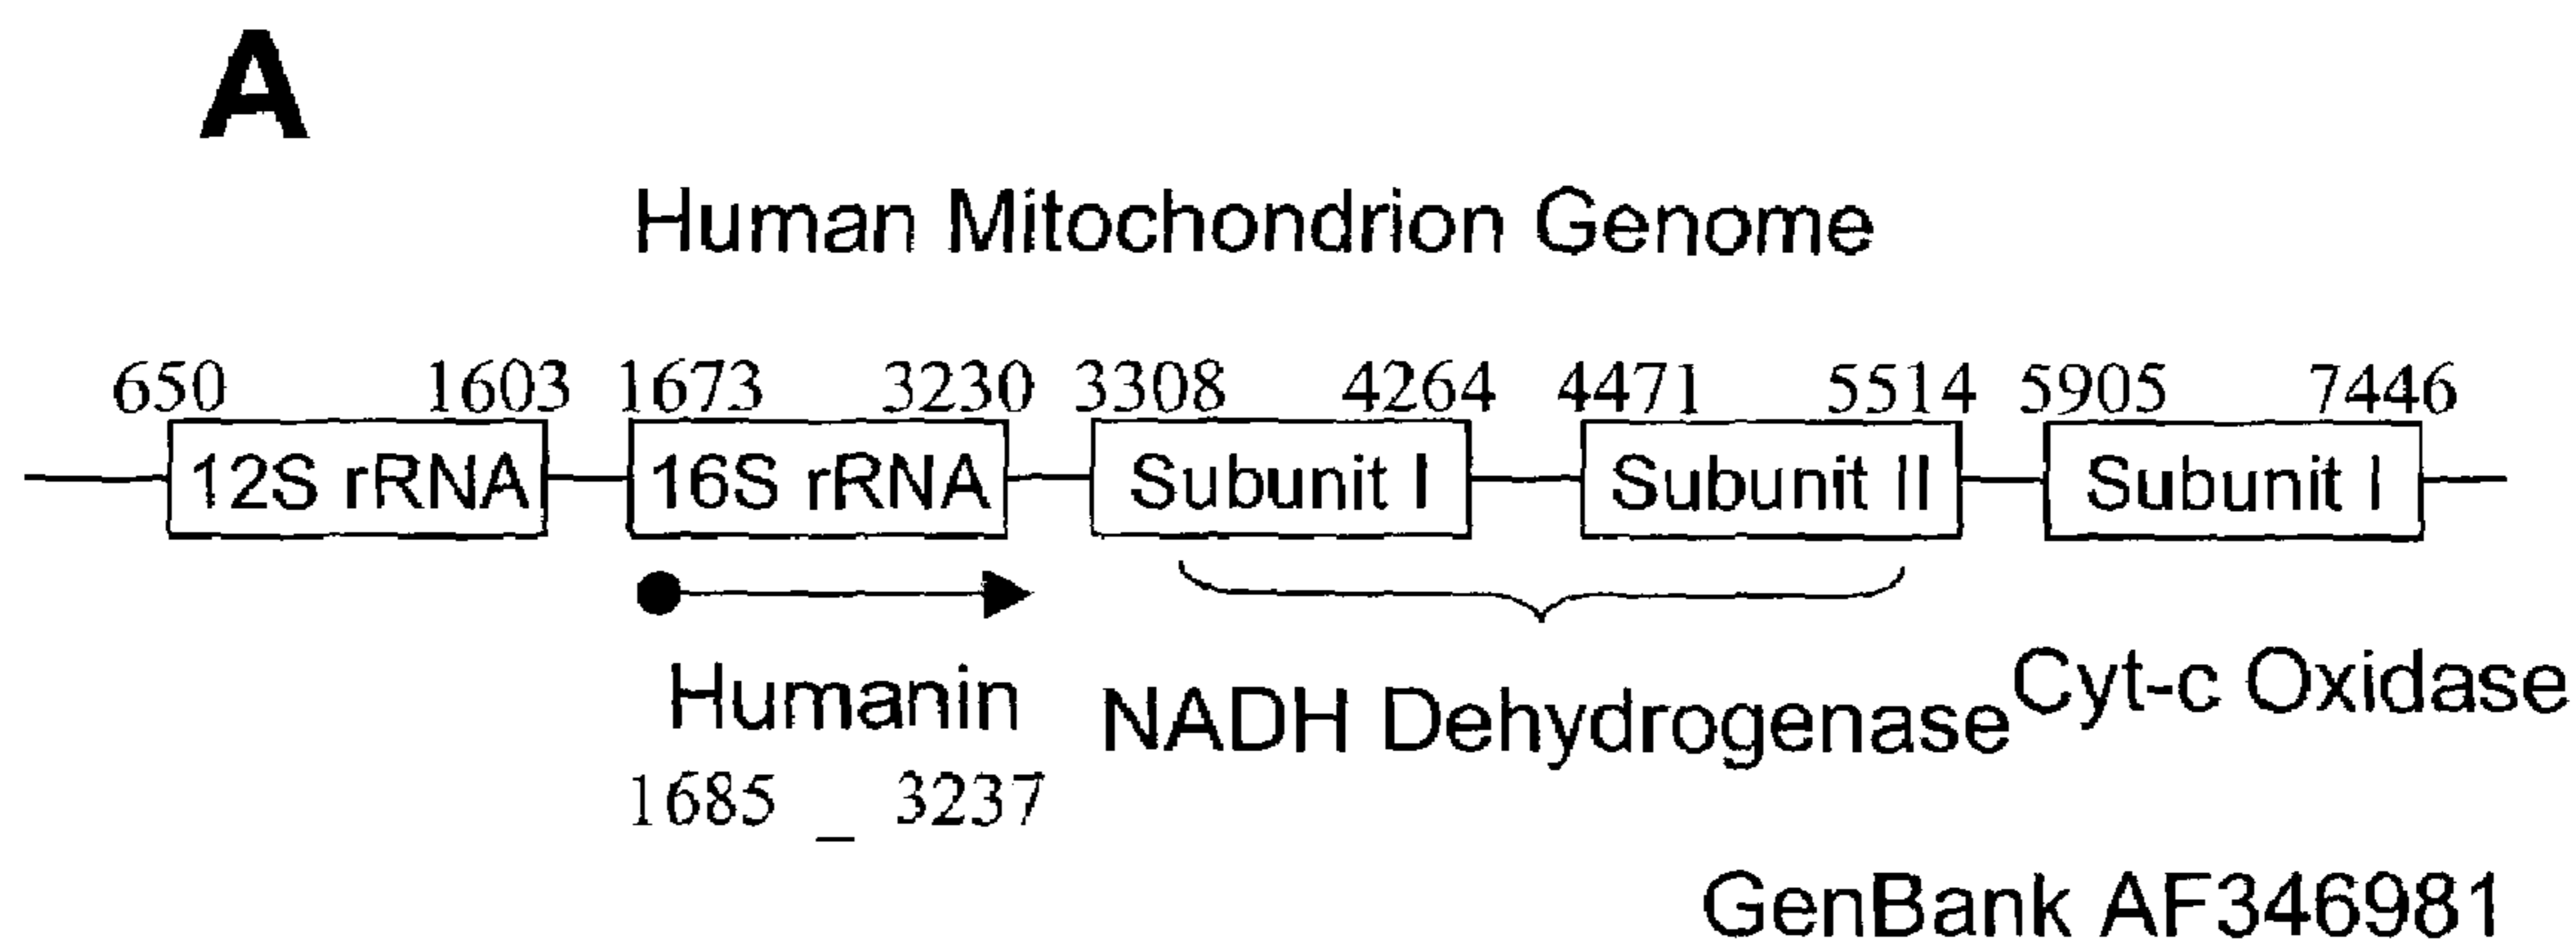 A
Human Mitochondrion Genome
650 1603 1673 3230 3308 4264 4471 5514 5905 7446
12S rRNA 16S rRNA Subunit I Subunit II Subunit I
Humanin NADH Dehydrogenase Cyt-c Oxidase
1685 _ 3237
GenBank AF346981